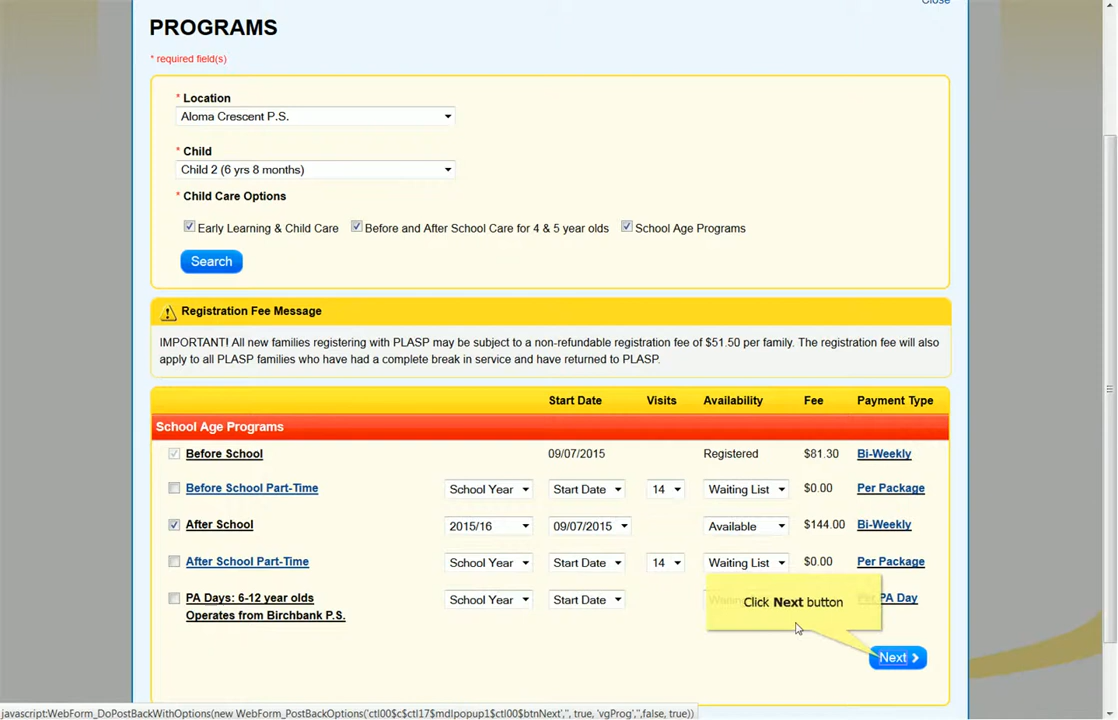 Close
PROGRAMS
* required field(s)
* Location
Aloma Crescent P.S.
* Child
Child 2 (6 yrs 8 months)
* Child Care Options
Early Learning & Child Care Before and After School Care for 4 & 5 year olds School Age Programs
Search
Registration Fee Message
IMPORTANT! All new families registering with PLASP may be subject to a non-refundable registration fee of $51.50 per family. The registration fee will also
apply to all PLASP families who have had a complete break in service and have returned to PLASP.
Start Date Visits Availability Fee Payment Type
School Age Programs
Before School 09/07/2015 Registered $81.30 Bi-Weekly
Before School Part-Time School Year Start Date 14 Waiting List $0.00 Per Package
After School 2015/16 09/07/2015 Available $144.00 Bi-Weekly
After School Part-Time School Year Start Date 14 Waiting List $0.00 Per Package
PA Days: 6-12 year olds School Year Start Date PA Day
Operates from Birchbank P.S.
Click Next button
Next
javascript:WebForm_DoPostBackWithOptions(new WebForm_PostBackOptions('ctl00$c$ctl17$mdlpopup1$ctl00$btnNext','', true, 'vgProg','',false, true))